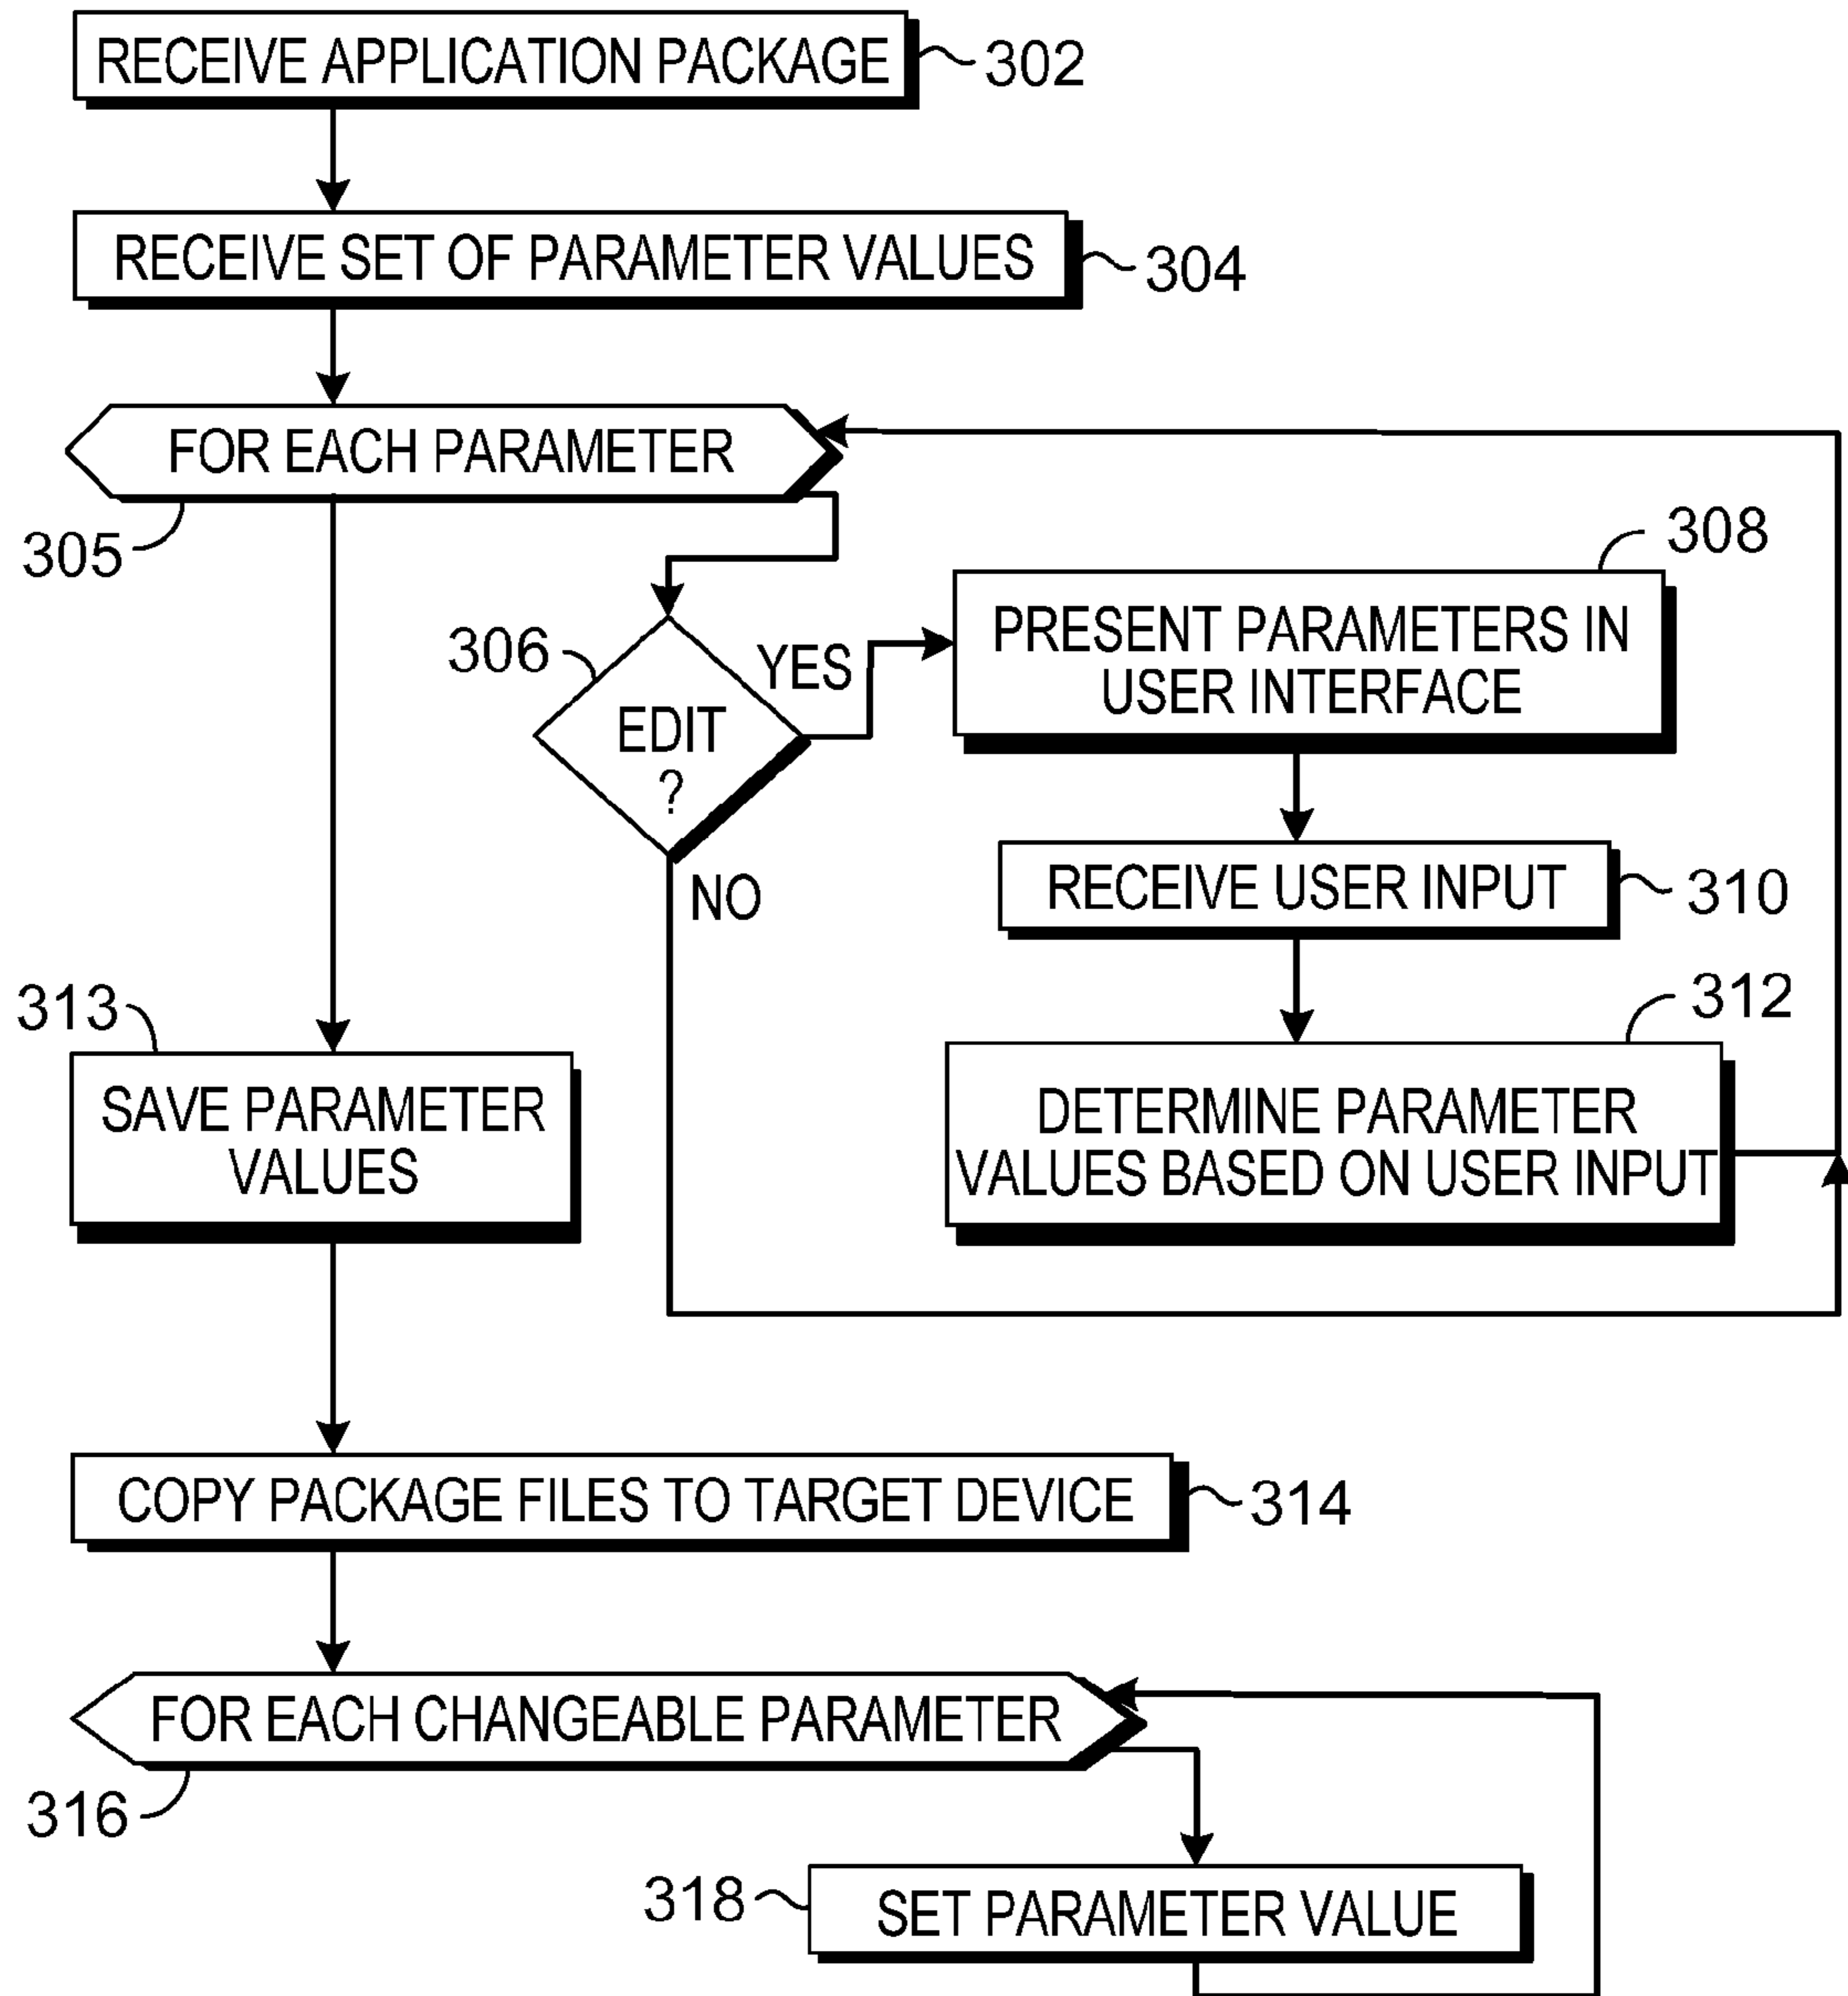 RECEIVE APPLICATION PACKAGE
302
RECEIVE SET OF PARAMETER VALUES
304
FOR EACH PARAMETER
305
306
EDIT
?
YES
NO
308
PRESENT PARAMETERS IN
USER INTERFACE
RECEIVE USER INPUT
310
312
DETERMINE PARAMETER
VALUES BASED ON USER INPUT
313
SAVE PARAMETER
VALUES
COPY PACKAGE FILES TO TARGET DEVICE
314
FOR EACH CHANGEABLE PARAMETER
316
318
SET PARAMETER VALUE